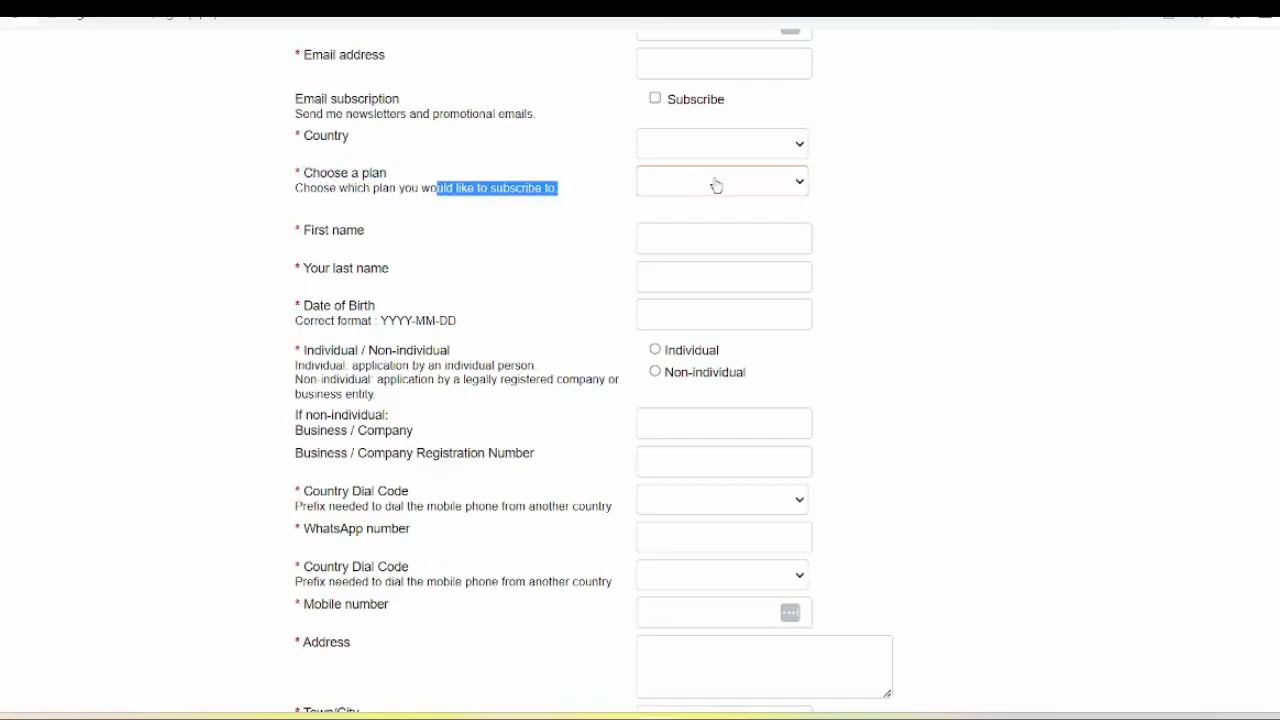 * Email address
Email subscription
Subscribe
Send me newsletters and promotional emails.
* Country
* Choose a plan
Choose which plan you would like to subscribe to.
* First name
* Your last name
* Date of Birth
Correct format : YYYY-MM-DD
* Individual / Non-individual
Individual
Individual: application by an individual person.
Non-individual
Non-individual: application by a legally registered company or
business entity.
If non-individual:
Business / Company
Business / Company Registration Number
* Country Dial Code
Prefix needed to dial the mobile phone from another country
* WhatsApp number
* Country Dial Code
Prefix needed to dial the mobile phone from another country
* Mobile number
* Address
* Town/City